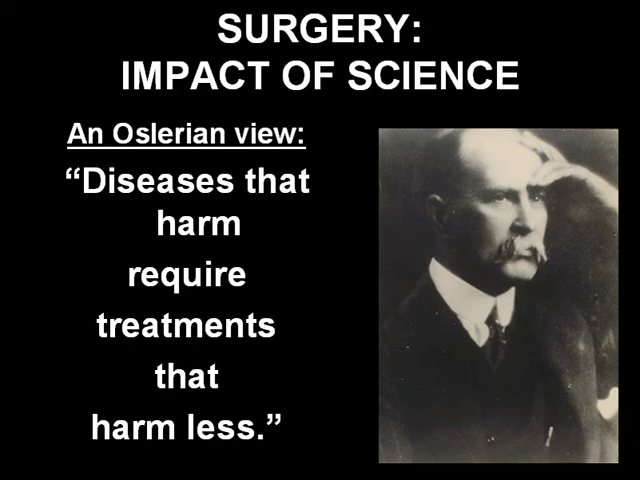 SURGERY:
IMPACT OF SCIENCE
An Oslerian view:
“Diseases that
harm
require
treatments
that
harm less.”